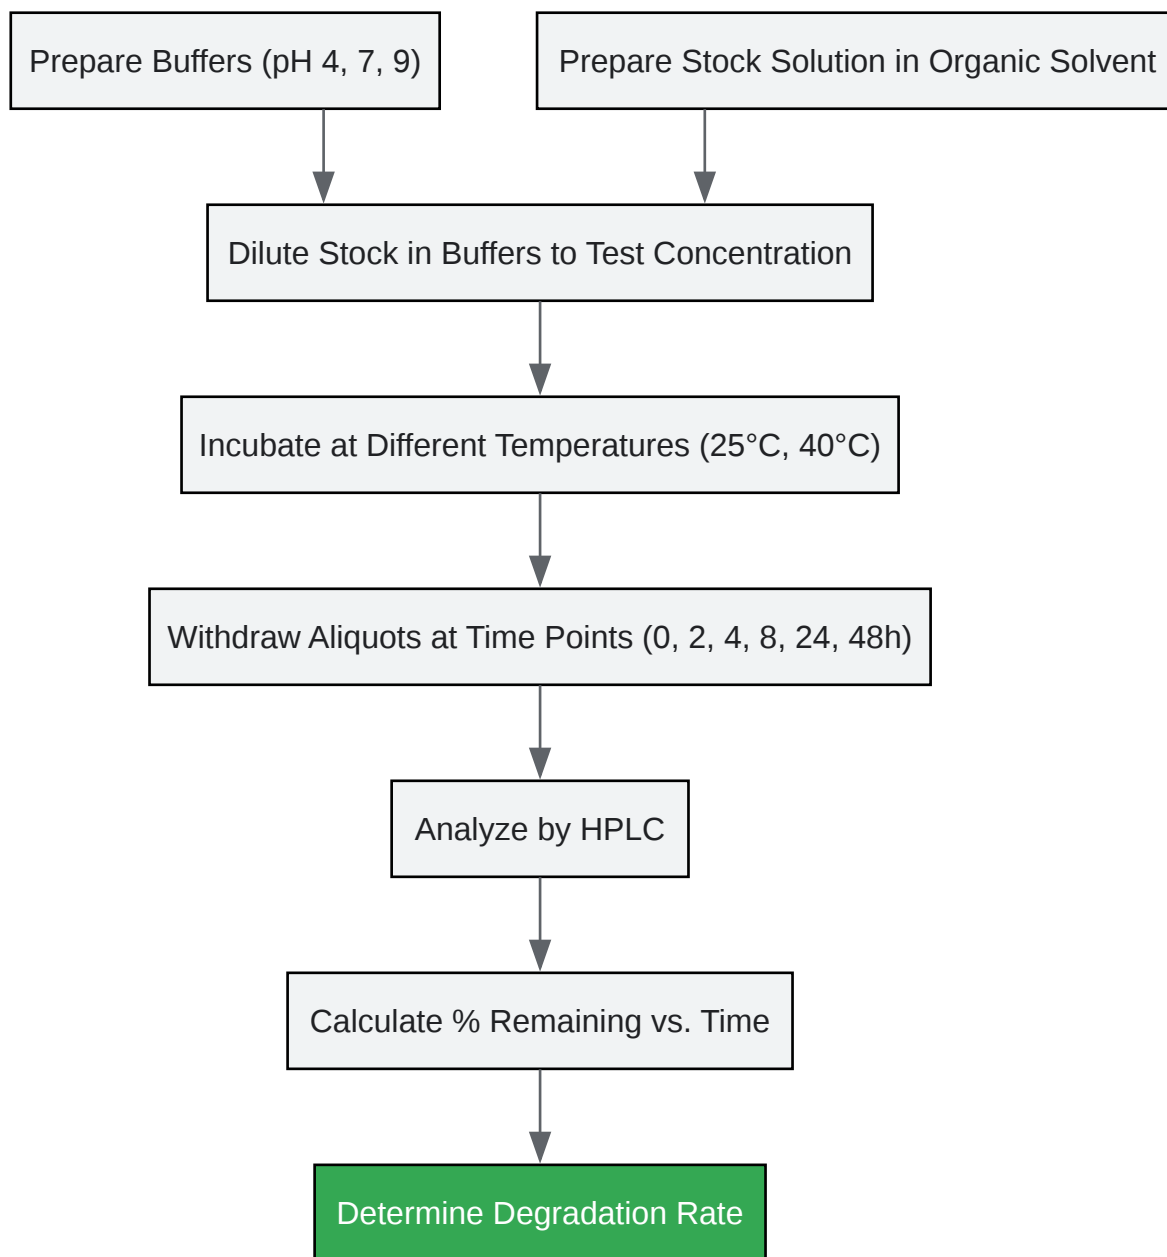 Prepare Buffers (pH 4, 7, 9)
Prepare Stock Solution in Organic Solvent
Dilute Stock in Buffers to Test Concentration
Incubate at Different Temperatures (25°C, 40°C)
Withdraw Aliquots at Time Points (0, 2, 4, 8, 24, 48h)
Analyze by HPLC
Calculate % Remaining vs. Time
Determine Degradation Rate